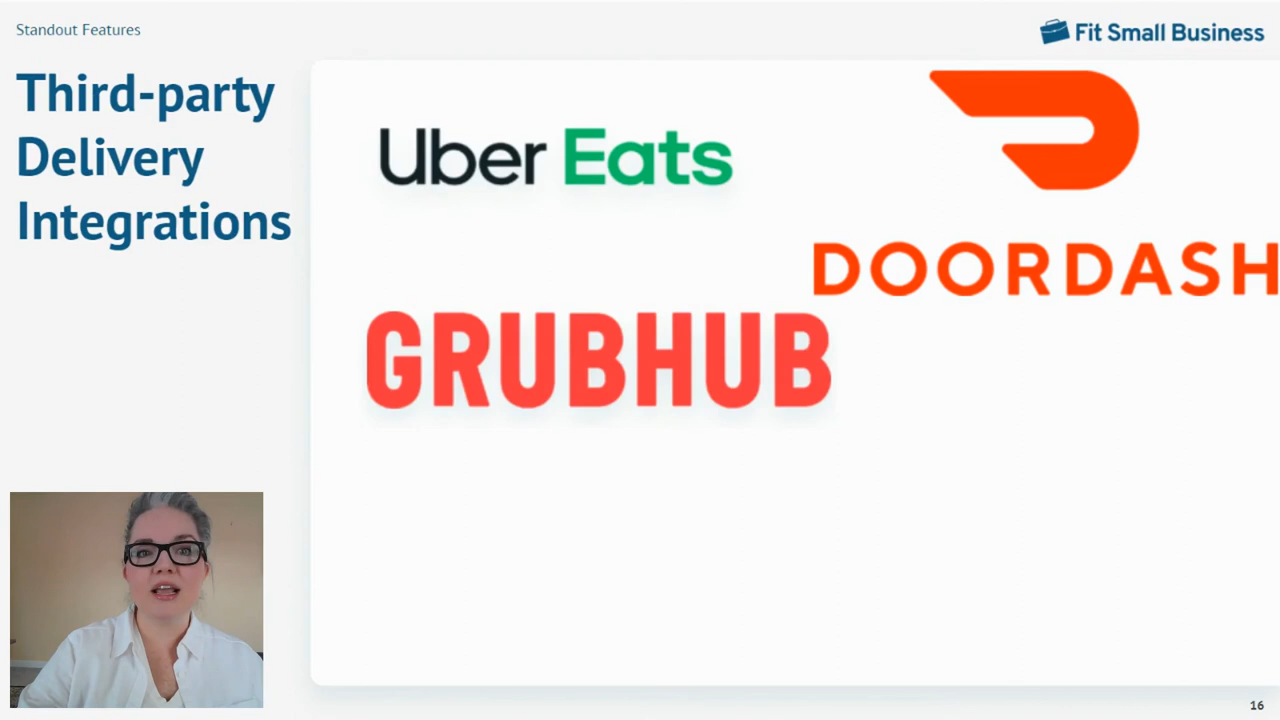 Standout Features
Fit Small Business
Third-party
Delivery
Integrations
Uber Eats
DOORDASH
GRUBHUB
16